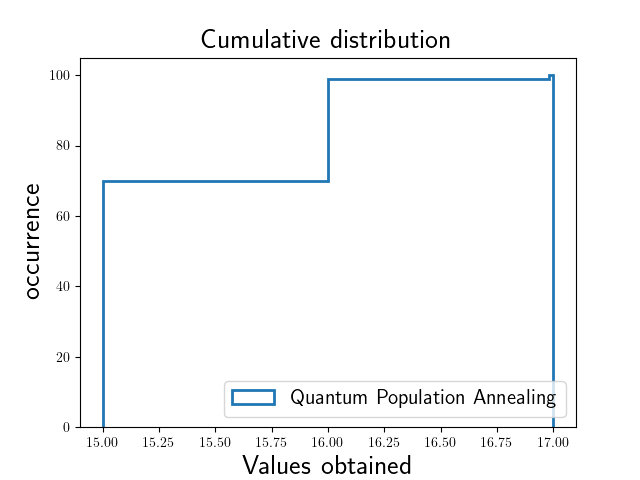 Cumulative distribution
100
80
60
40
20
0
occurrence
Quantum Population Annealing
15.00 15.25 15.50 15.75 16.00 16.25 16.50 16.75 17.00
Values obtained